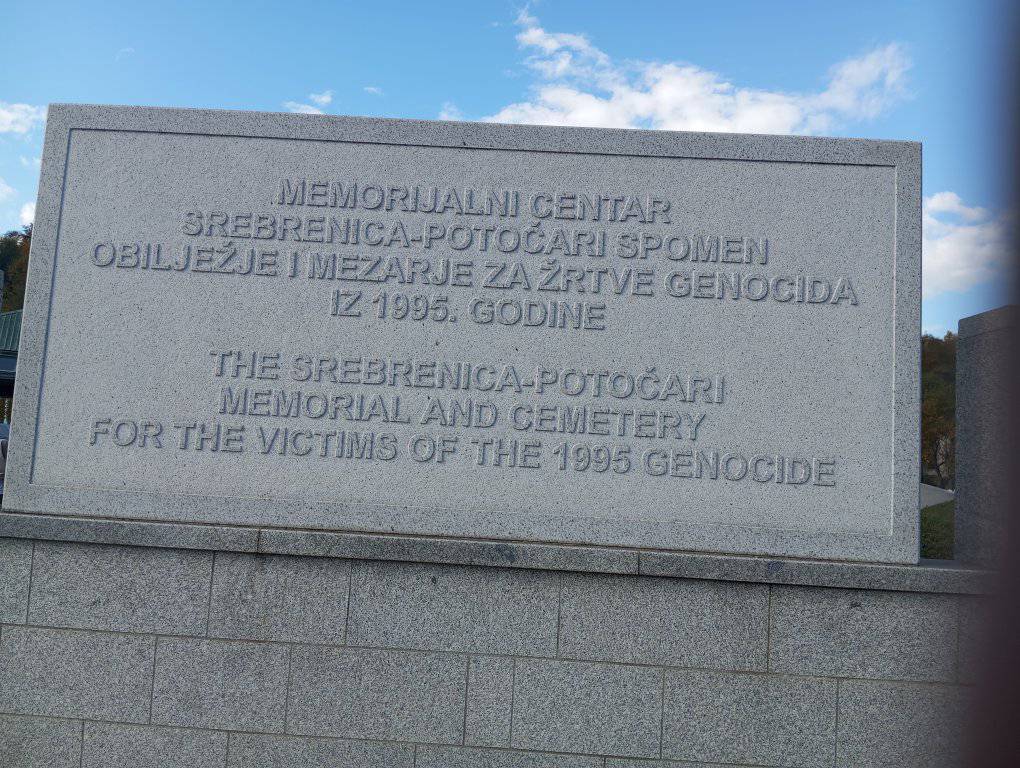 MEMORIJALNI CENTAR
SREBRENICA-POTOČARI SPOMEN
OBILJEŽJE I MEZARJE ZA ŽRTVE GENOCIDA
IZ 1995. GODINE
THE SREBRENICA-POTOČARI
MEMORIAL AND CEMETERY
FOR THE VICTIMS OF THE 1995 GENOCIDE